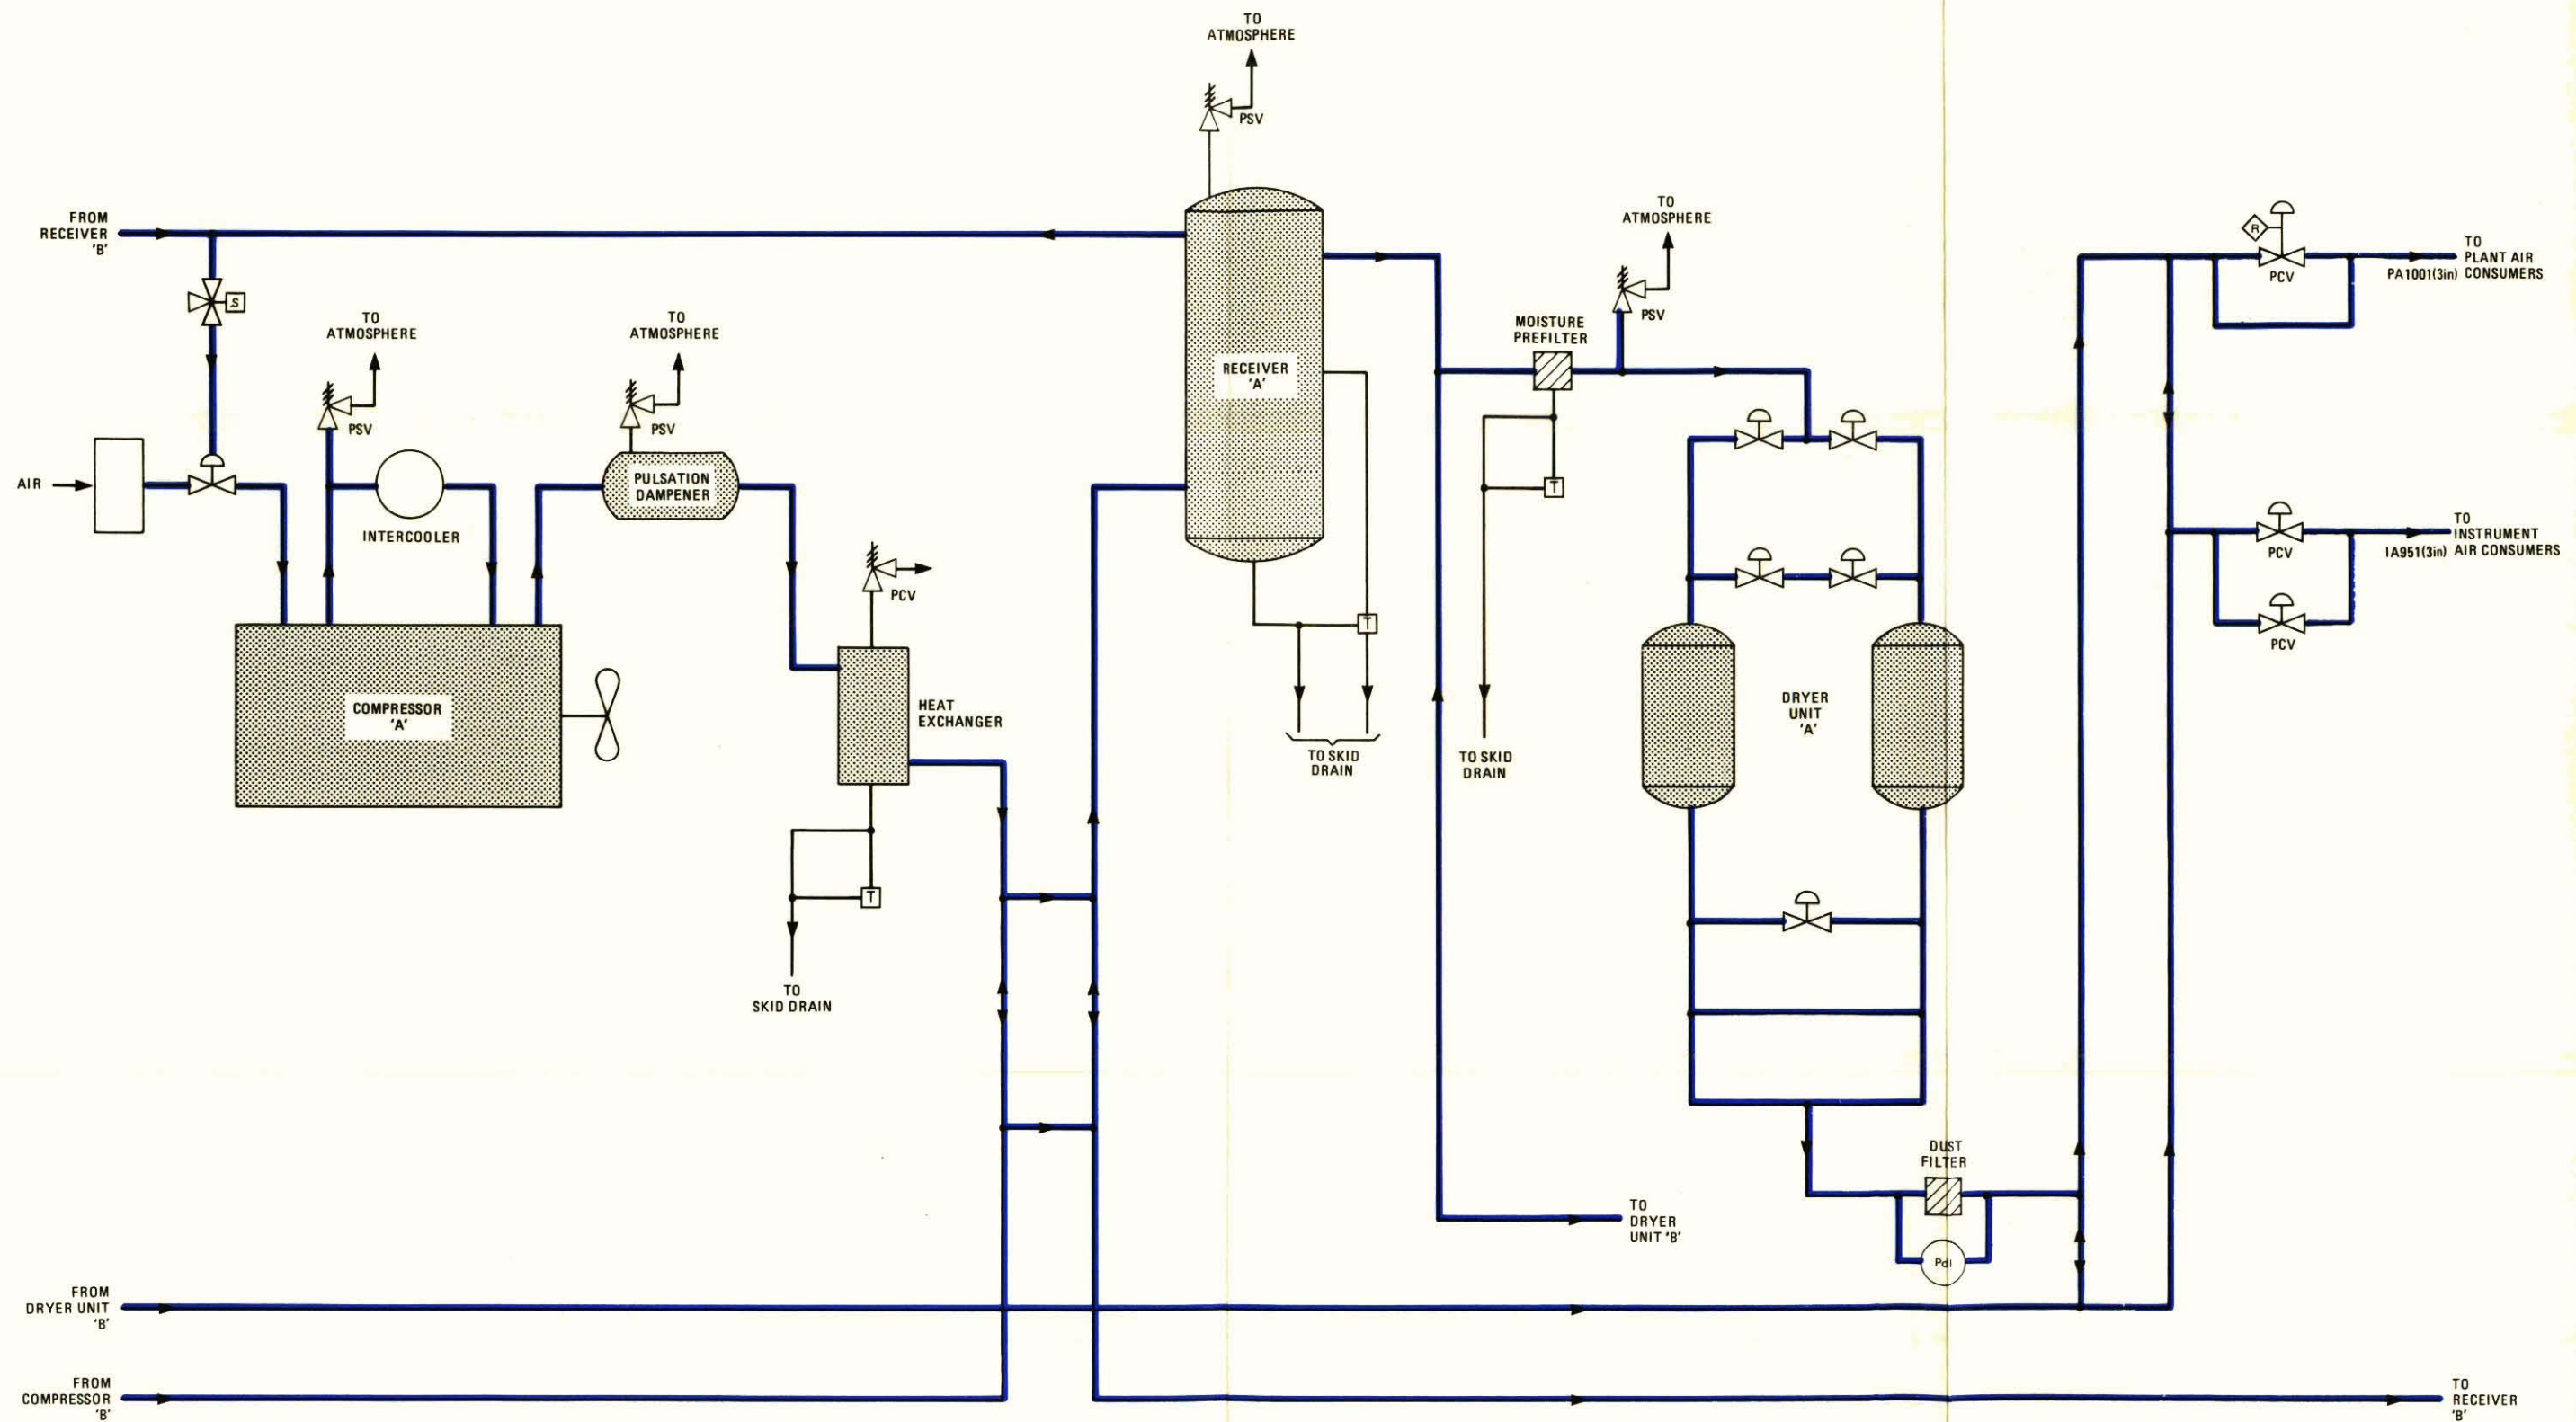 TO
ATMOSPHERE
PSV
FROM
RECEIVER
'B'
S
TO
ATMOSPHERE
PSV
TO
ATMOSPHERE
PSV
AIR
INTERCOOLER
PULSATION
DAMPENER
COMPRESSOR
'A'
PCV
HEAT
EXCHANGER
T
TO
SKID DRAIN
RECEIVER
'A'
T
TO SKID
DRAIN
TO
ATMOSPHERE
PSV
MOISTURE
PREFILTER
T
TO SKID
DRAIN
DRYER
UNIT
'A'
R
PCV
TO
PLANT AIR
PA1001(3in) CONSUMERS
PCV
TO
INSTRUMENT
IA951(3in) AIR CONSUMERS
PCV
DUST
FILTER
PdI
TO
DRYER
UNIT 'B'
FROM
DRYER UNIT
'B'
FROM
COMPRESSOR
'B'
TO
RECEIVER
'B'